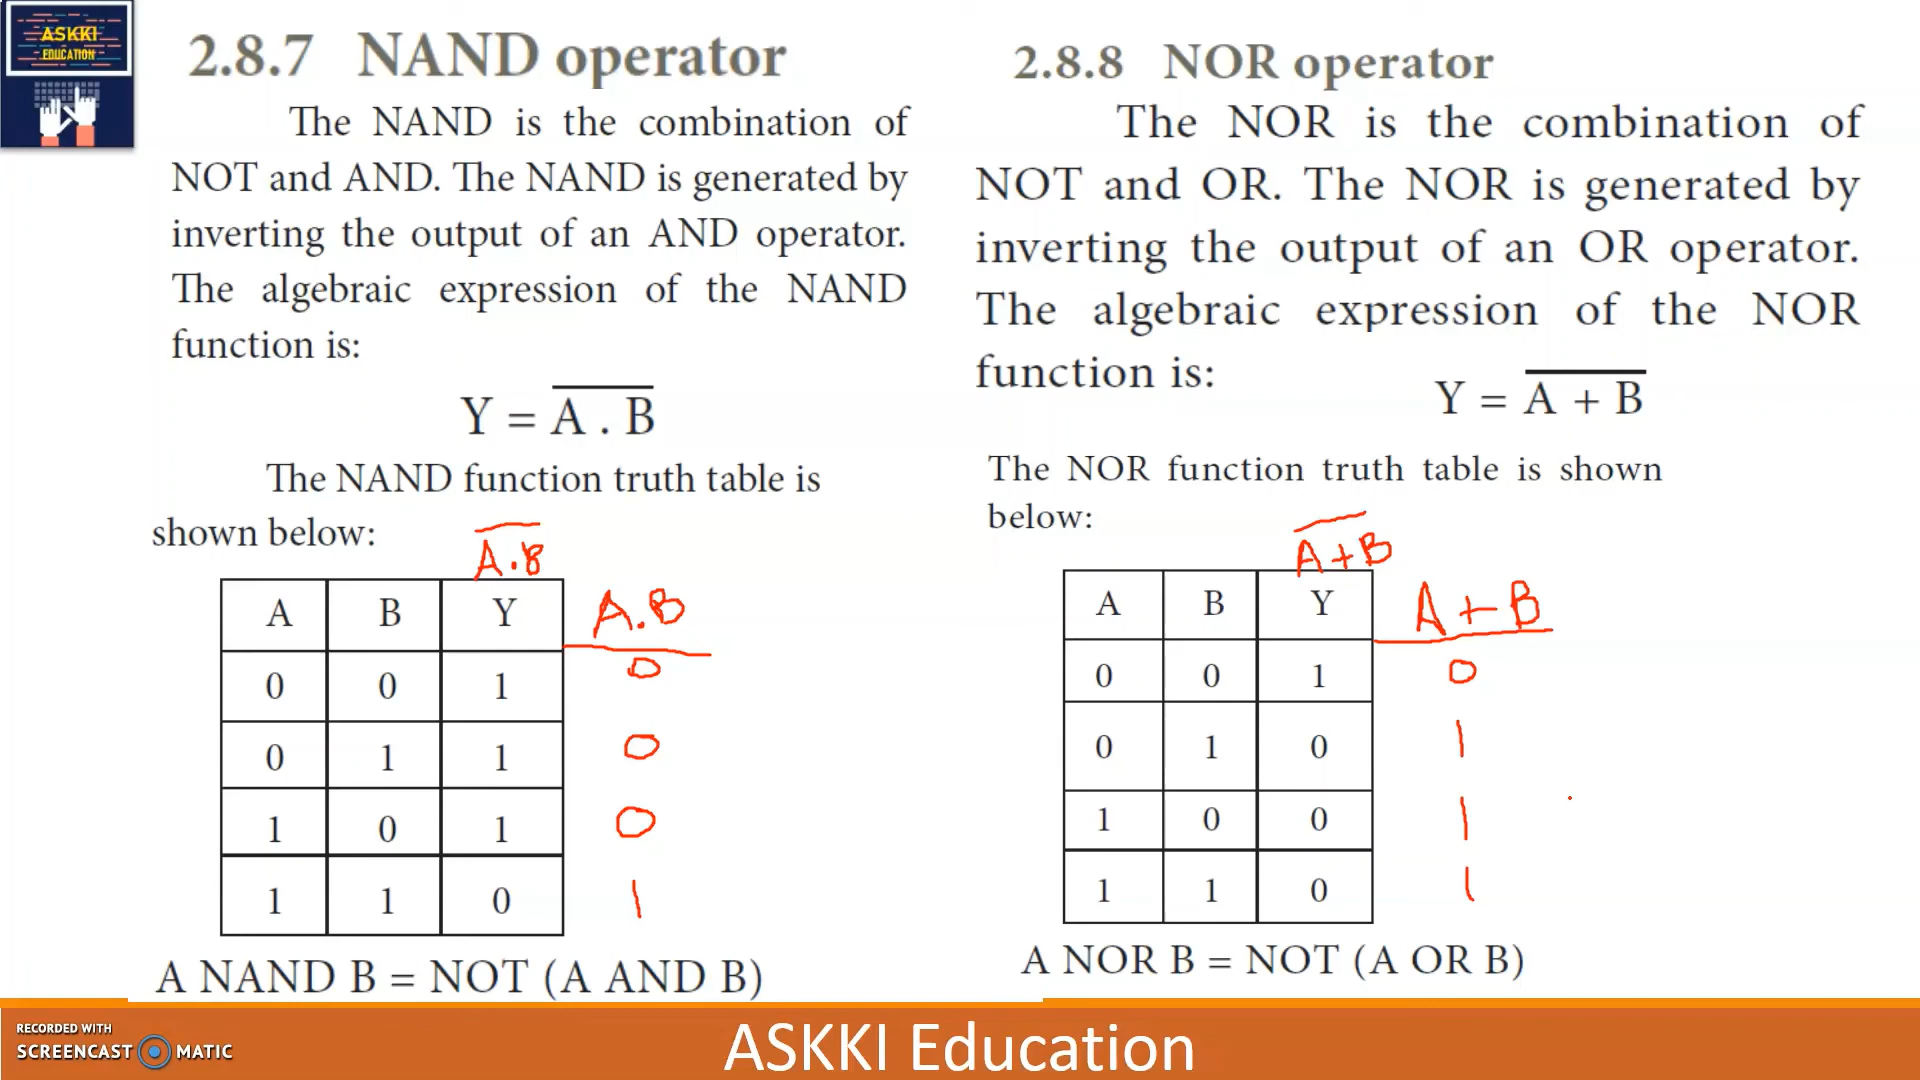 ASKKI
EDUCATION
2.8.7 NAND operator
The NAND is the combination of
NOT and AND. The NAND is generated by
inverting the output of an AND operator.
The algebraic expression of the NAND
function is:
Y = \overline{A . B}
The NAND function truth table is
shown below:
\overline{A.B}
A B Y A.B
0 0 1 0
0 1 1 0
1 0 1 0
1 1 0 1
A NAND B = NOT (A AND B)
2.8.8 NOR operator
The NOR is the combination of
NOT and OR. The NOR is generated by
inverting the output of an OR operator.
The algebraic expression of the NOR
function is:
Y = \overline{A + B}
The NOR function truth table is shown
below:
\overline{A+B}
A B Y A+B
0 0 1 0
0 1 0 1
1 0 0 1
1 1 0 1
A NOR B = NOT (A OR B)
RECORDED WITH
SCREENCAST MATIC
ASKKI Education